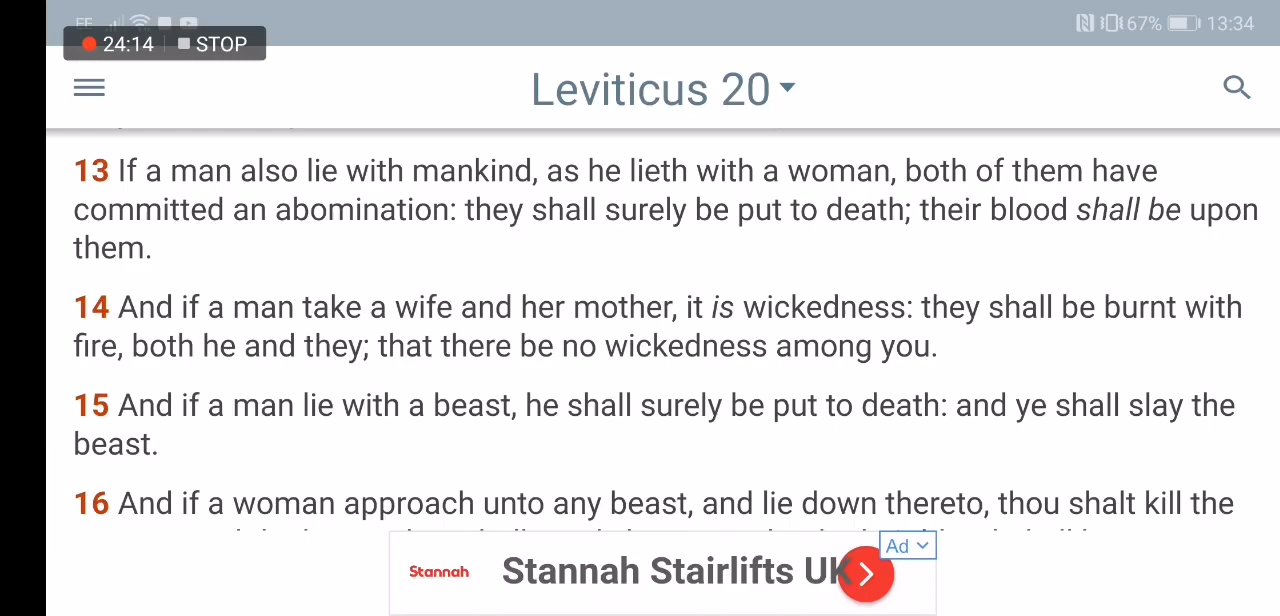 EE 67% 13:34
24:14 STOP
Leviticus 20
13 If a man also lie with mankind, as he lieth with a woman, both of them have
committed an abomination: they shall surely be put to death; their blood shall be upon
them.
14 And if a man take a wife and her mother, it is wickedness: they shall be burnt with
fire, both he and they; that there be no wickedness among you.
15 And if a man lie with a beast, he shall surely be put to death: and ye shall slay the
beast.
16 And if a woman approach unto any beast, and lie down thereto, thou shalt kill the
Ad
Stannah Stannah Stairlifts UK